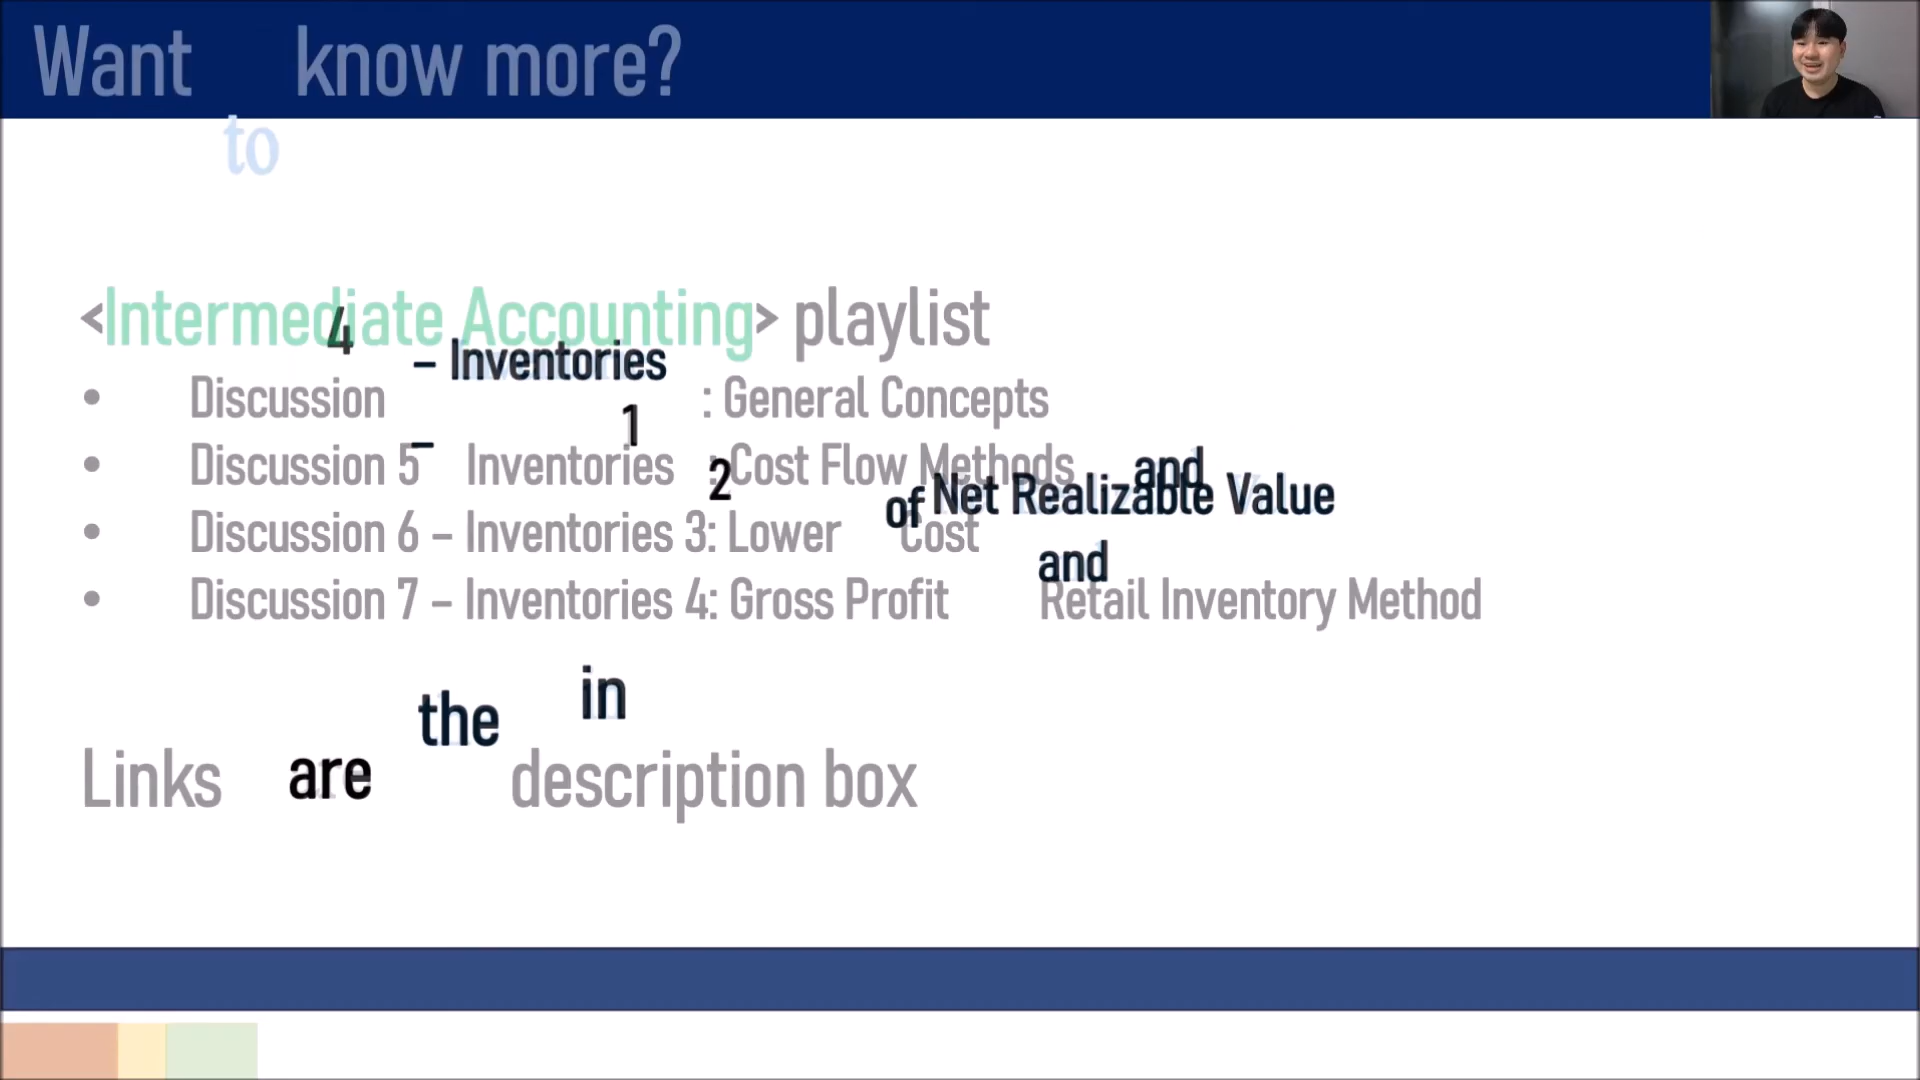 Want to know more?
<Intermediate Accounting> playlist
• Discussion 4 – Inventories 1: General Concepts
• Discussion 5 – Inventories 2: Cost Flow Methods
• Discussion 6 – Inventories 3: Lower of Cost and Net Realizable Value
• Discussion 7 – Inventories 4: Gross Profit and Retail Inventory Method
Links are in the description box